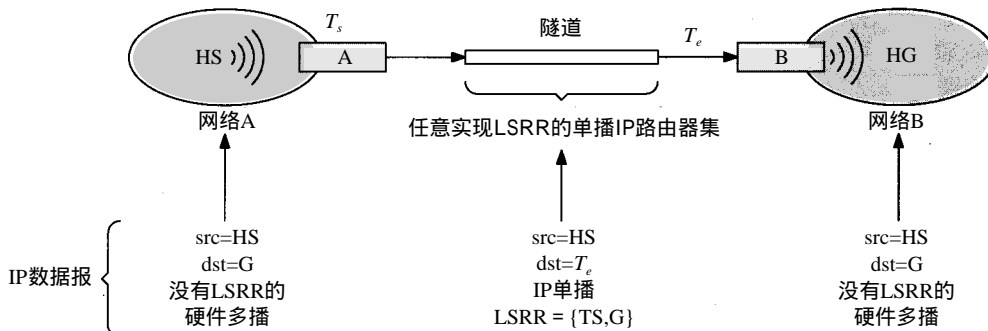 T_s
隧道
T_e
HS
A
B
HG
网络A
任意实现LSRR的单播IP路由器集
网络B
IP数据报
src=HS
dst=G
没有LSRR的
硬件多播
src=HS
dst=T_e
IP单播
LSRR = {TS,G}
src=HS
dst=G
没有LSRR的
硬件多播